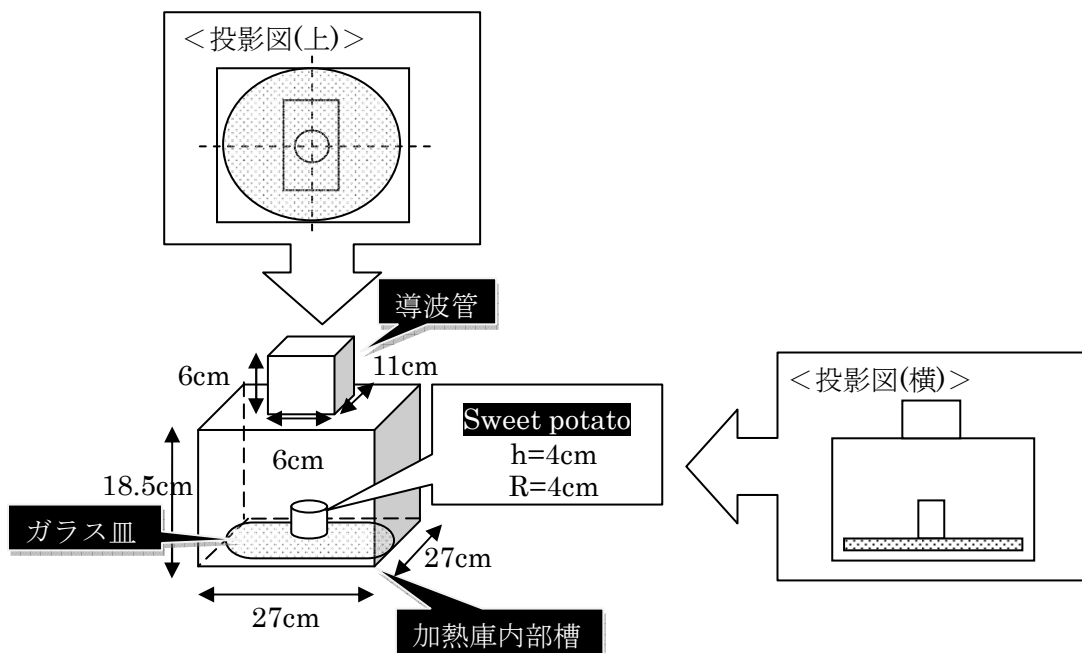 ＜投影図(上)＞
導波管
6cm
11cm
6cm
18.5cm
Sweet potato
h=4cm
R=4cm
＜投影図(横)＞
ガラス皿
27cm
27cm
加熱庫内部槽